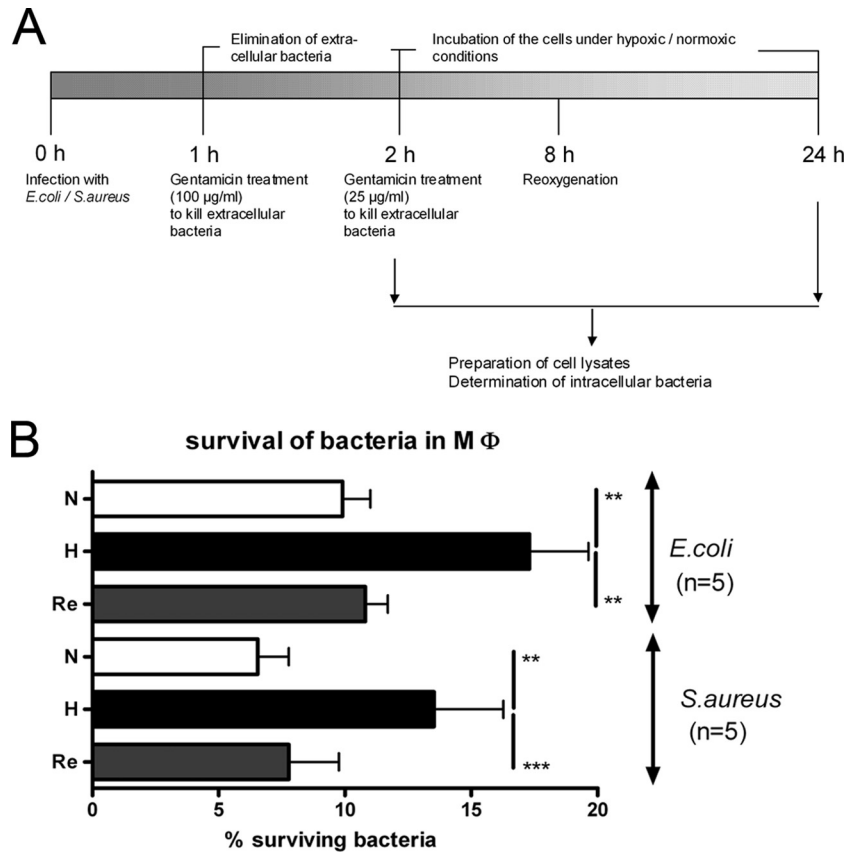 A
Elimination of extra-
cellular bacteria
Incubation of the cells under hypoxic / normoxic
conditions
0 h
1 h
2 h
8 h
24 h
Infection with
E.coli / S.aureus
Gentamicin treatment
(100 µg/ml)
to kill extracellular
bacteria
Gentamicin treatment
(25 µg/ml)
to kill extracellular
bacteria
Reoxygenation
Preparation of cell lysates
Determination of intracellular bacteria
B
survival of bacteria in M Φ
N
**
H
E.coli
(n=5)
Re
**
N
**
H
S.aureus
(n=5)
Re
***
0 5 10 15 20
% surviving bacteria